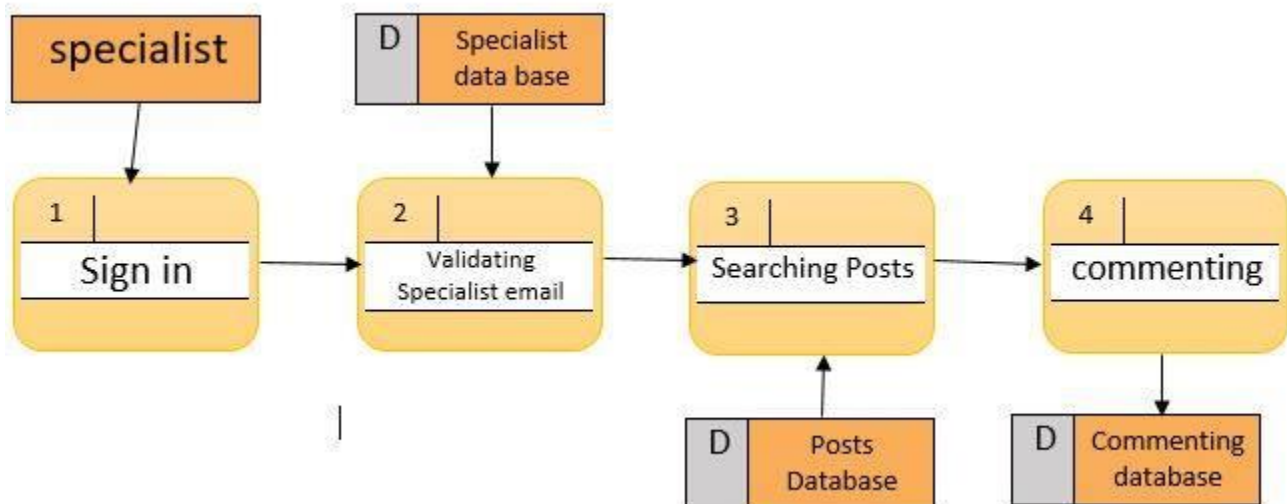 specialist
D
Specialist
data base
1
Sign in
2
Validating
Specialist email
3
Searching Posts
4
commenting
D
Posts
Database
D
Commenting
database